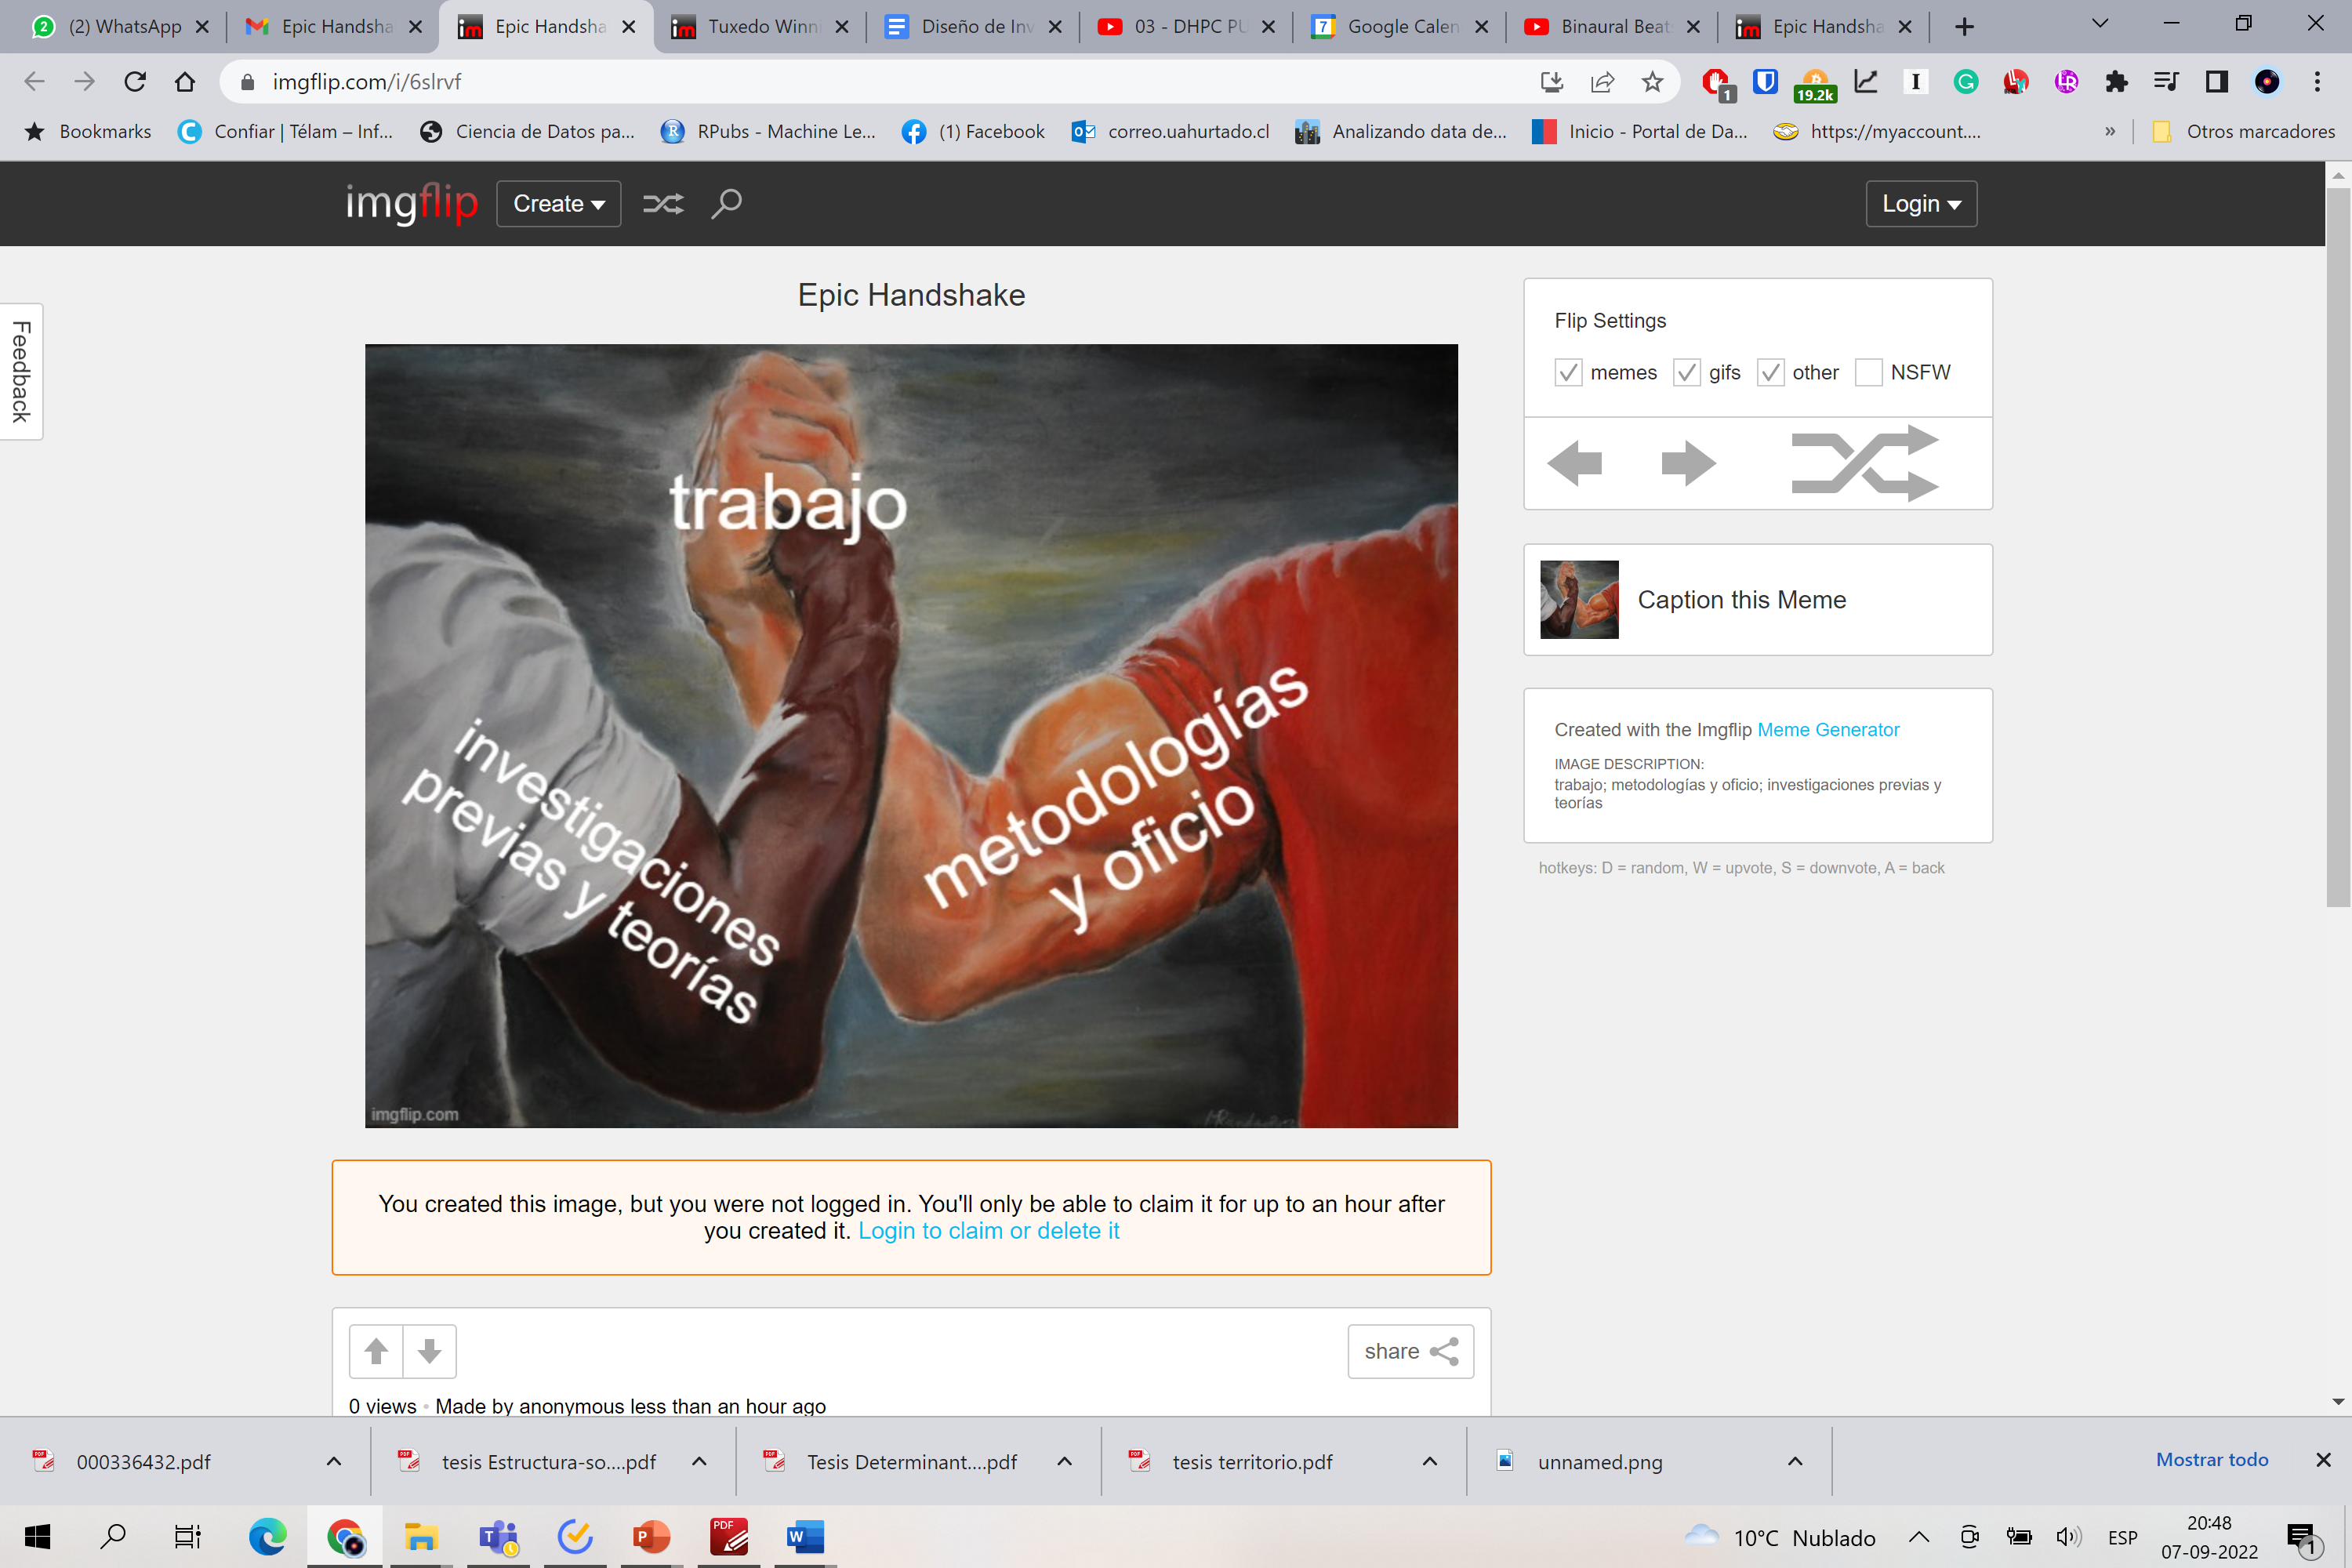 (2) WhatsApp
Epic Handsha
Epic Handsha
Tuxedo Winni
Diseño de Inv
03 - DHPC PU
Google Calen
Binaural Beat
Epic Handsha
imgflip.com/i/6slrvf
1
19.2k
Bookmarks
Confiar | Télam – Inf...
Ciencia de Datos pa...
RPubs - Machine Le...
(1) Facebook
correo.uahurtado.cl
Analizando data de...
Inicio - Portal de Da...
https://myaccount....
»
Otros marcadores
imgflip
Create
Login
Feedback
Epic Handshake
trabajo
investigaciones
previas y teorías
metodologías
y oficio
imgflip.com
Flip Settings
memes gifs other NSFW
Caption this Meme
Created with the Imgflip Meme Generator
IMAGE DESCRIPTION:
trabajo; metodologías y oficio; investigaciones previas y
teorías
hotkeys: D = random, W = upvote, S = downvote, A = back
You created this image, but you were not logged in. You'll only be able to claim it for up to an hour after
you created it. Login to claim or delete it
share
0 views • Made by anonymous less than an hour ago
000336432.pdf
tesis Estructura-so....pdf
Tesis Determinant....pdf
tesis territorio.pdf
unnamed.png
Mostrar todo
10°C Nublado
ESP
20:48
07-09-2022
1